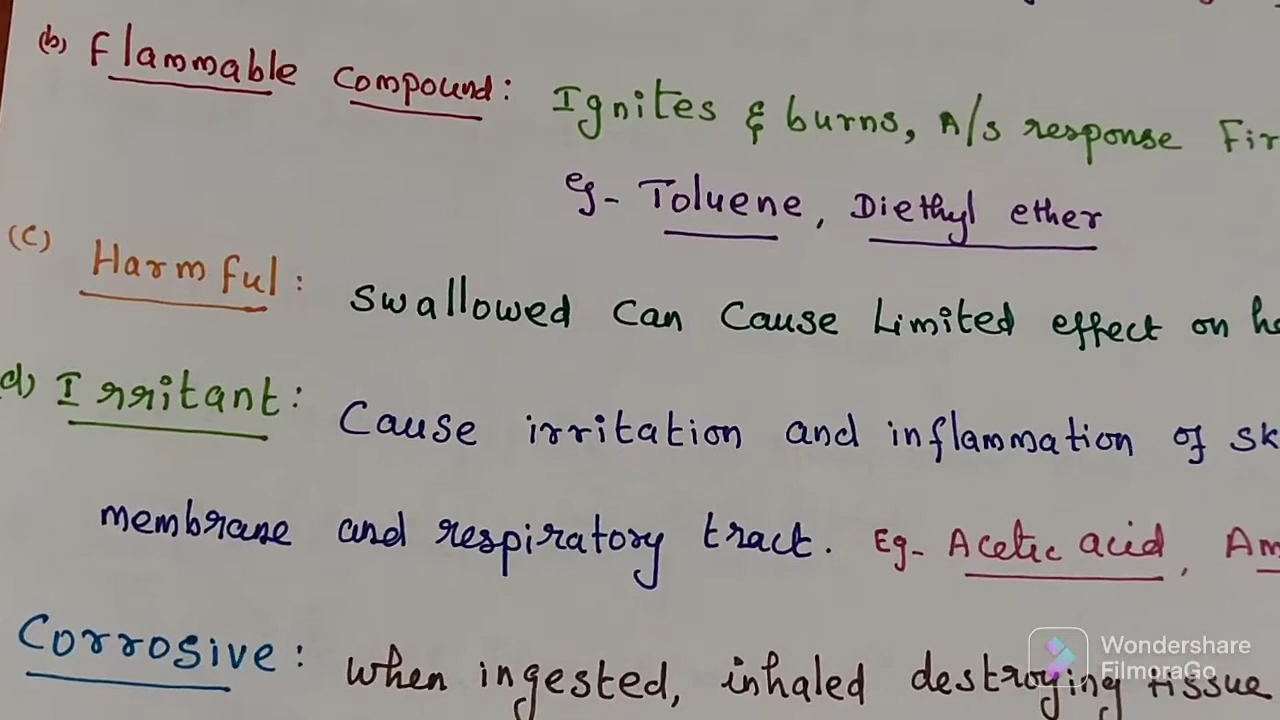 (b) Flammable Compound: Ignites & burns, A/s response Fir
eg- Toluene, Diethyl ether
(c) Harmful: Swallowed Can Cause Limited effect on he
d) Irritant: Cause irritation and inflammation of sk
membrane and respiratory tract. Eg- Acetic acid, Am
Corrosive: When ingested, inhaled destroying tissue
Wondershare
FilmoraGo